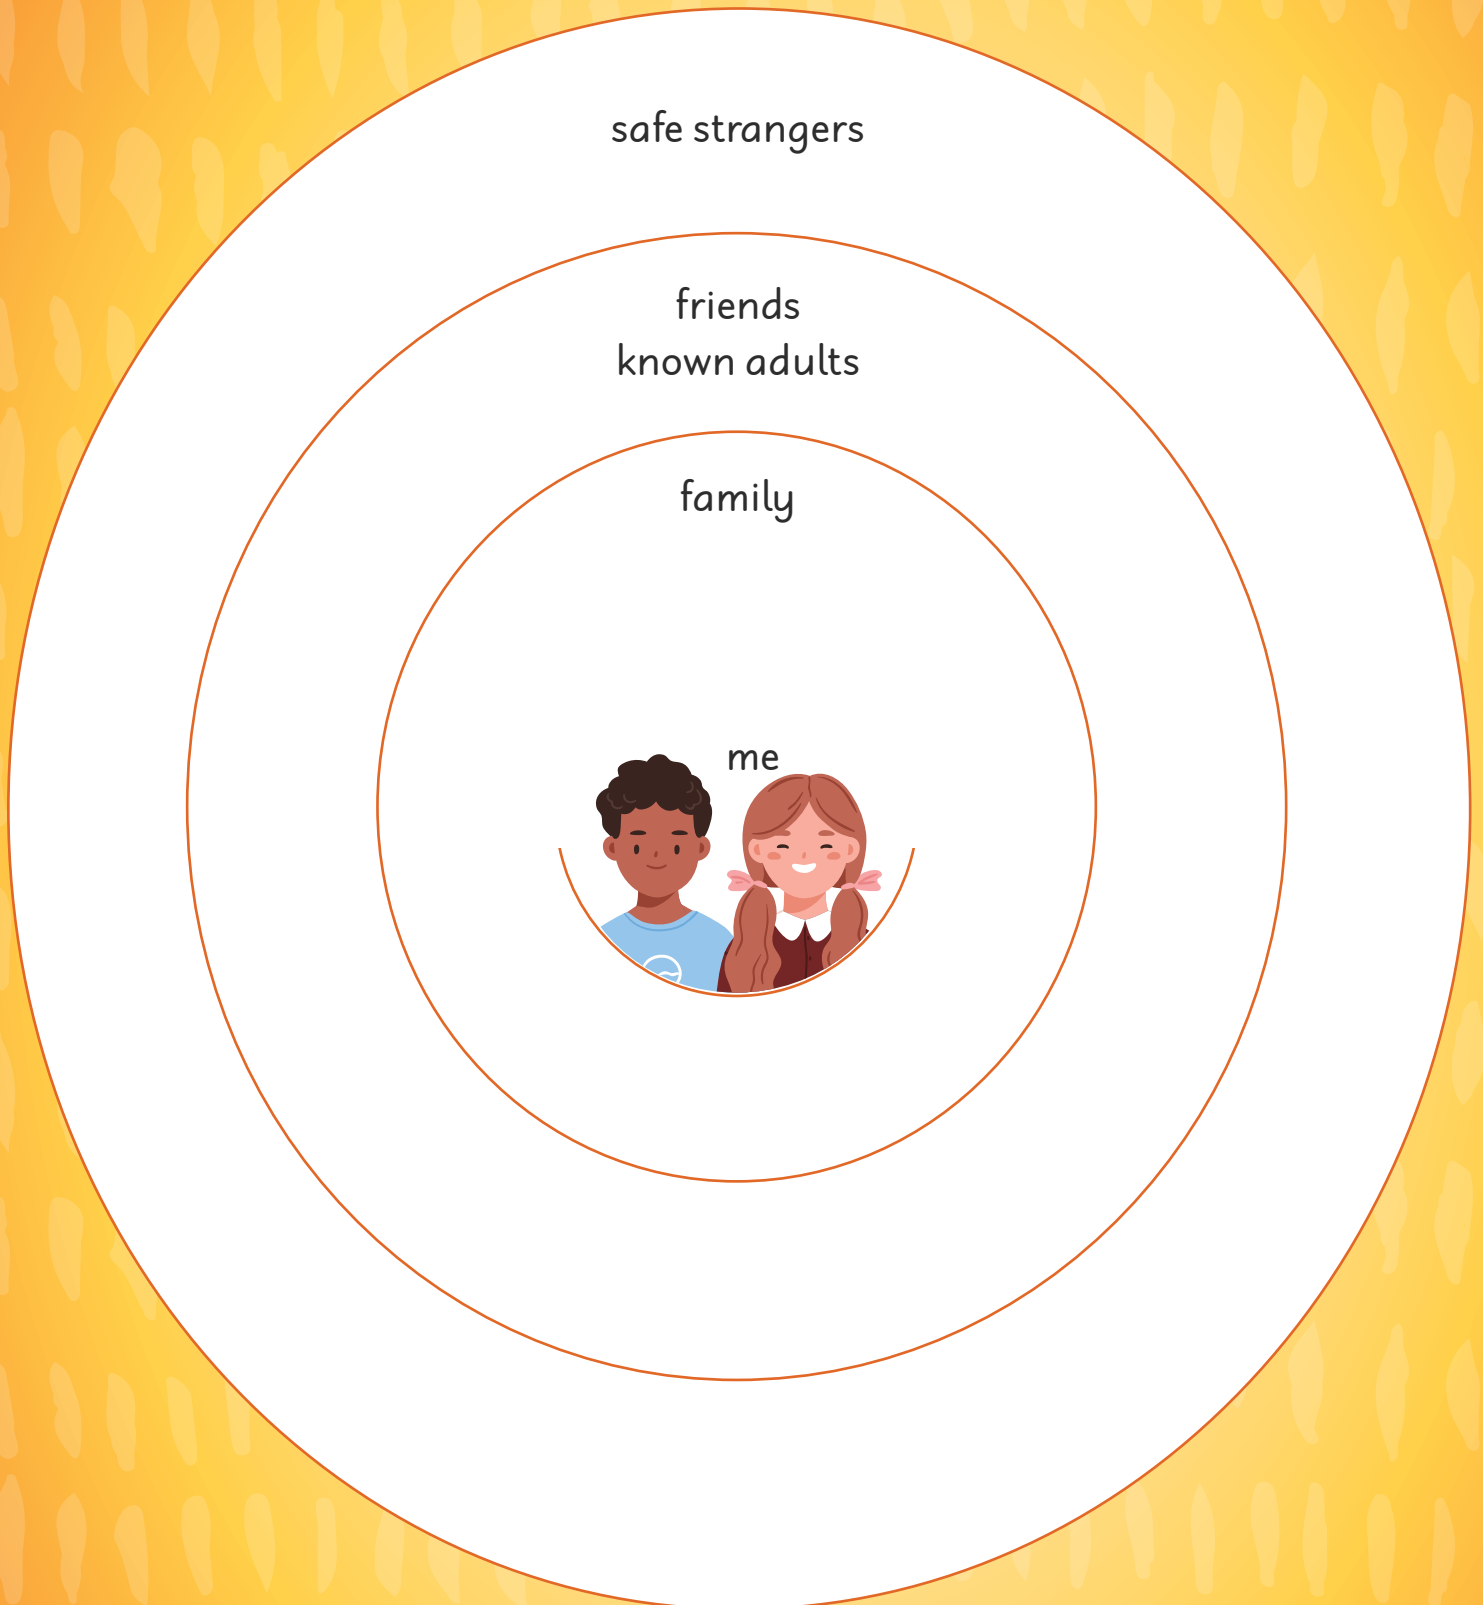 safe strangers
friends
known adults
family
me